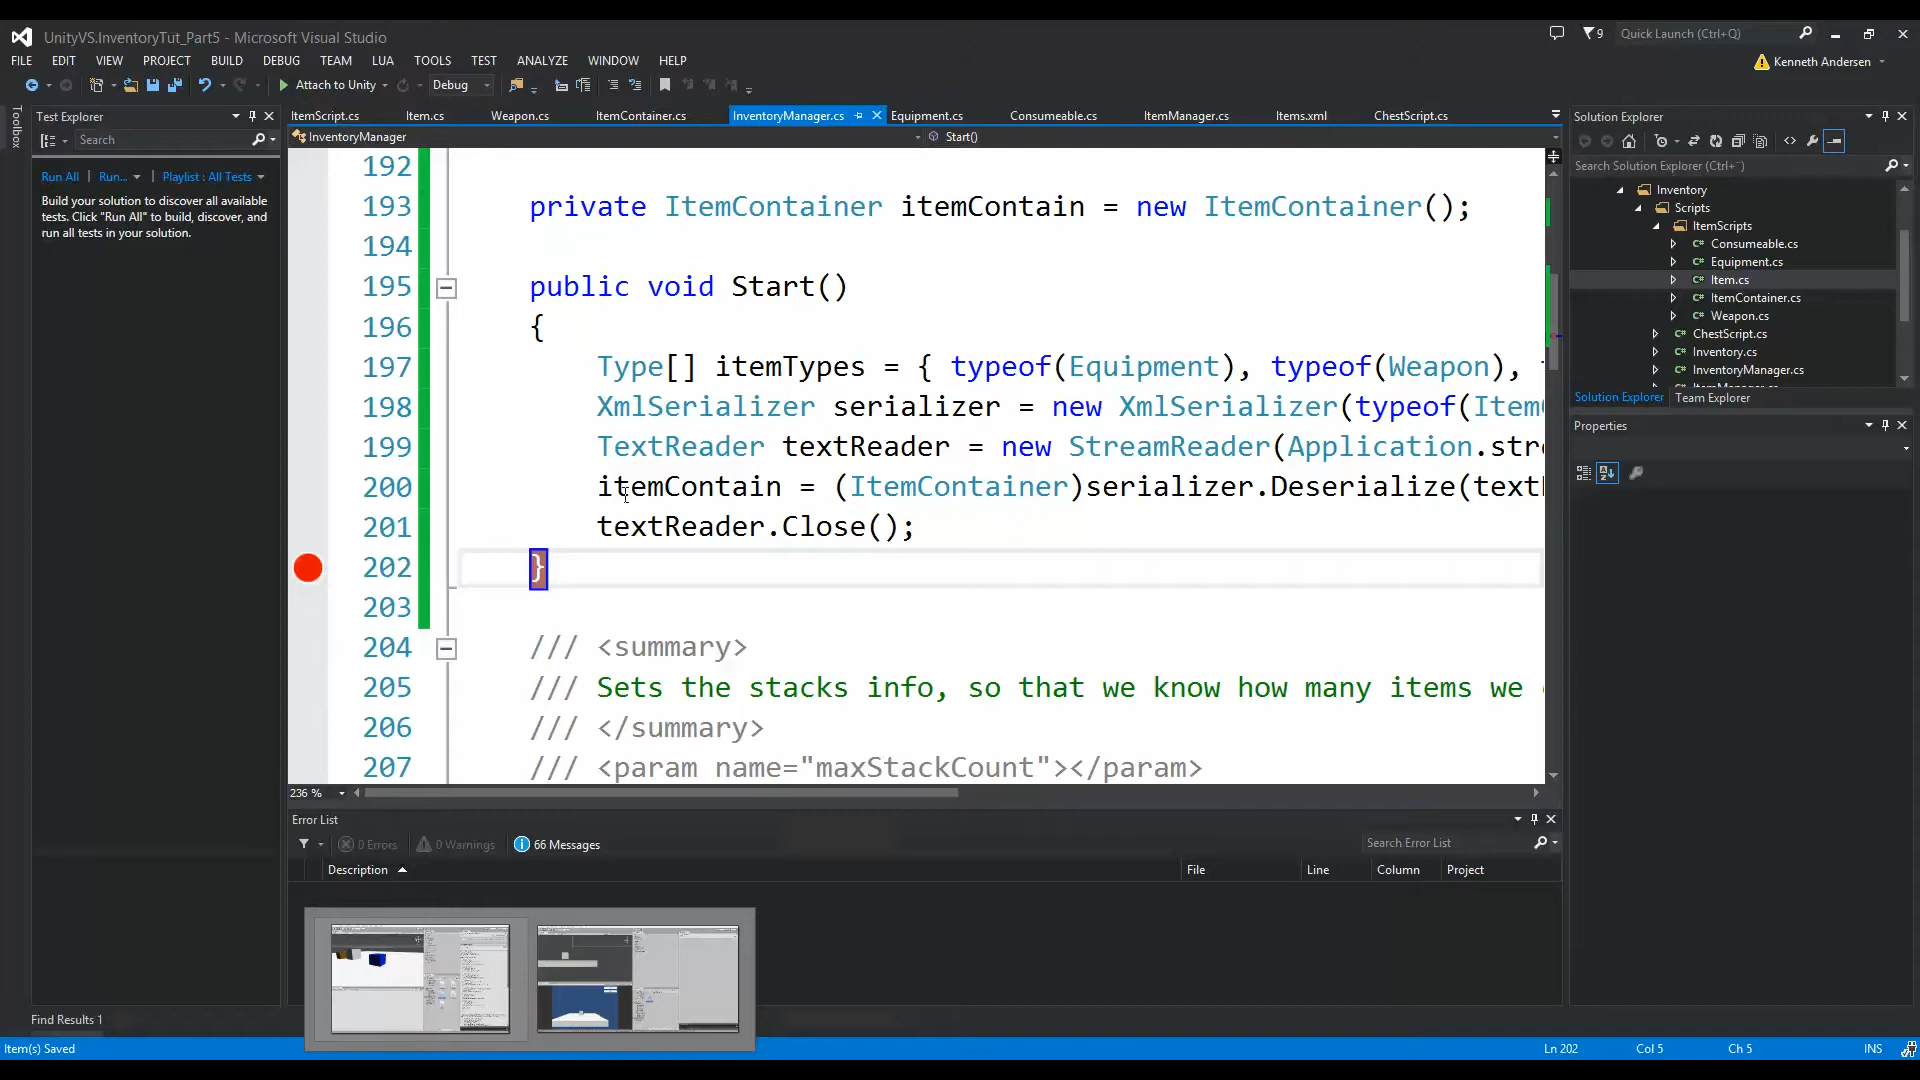 UnityVS.InventoryTut_Part5 - Microsoft Visual Studio
9
Quick Launch (Ctrl+Q)
FILE EDIT VIEW PROJECT BUILD DEBUG TEAM LUA TOOLS TEST ANALYZE WINDOW HELP
Kenneth Andersen
Attach to Unity
Debug
Toolbox
Test Explorer
Search
Run All Run... Playlist : All Tests
Build your solution to discover all available
tests. Click "Run All" to build, discover, and
run all tests in your solution.
ItemScript.cs Item.cs Weapon.cs ItemContainer.cs InventoryManager.cs Equipment.cs Consumeable.cs ItemManager.cs Items.xml ChestScript.cs
InventoryManager Start()
192
193 private ItemContainer itemContain = new ItemContainer();
194
195 public void Start()
196 {
197 Type[] itemTypes = { typeof(Equipment), typeof(Weapon),
198 XmlSerializer serializer = new XmlSerializer(typeof(Item
199 TextReader textReader = new StreamReader(Application.str
200 itemContain = (ItemContainer)serializer.Deserialize(text
201 textReader.Close();
202 }
203
204 /// <summary>
205 /// Sets the stacks info, so that we know how many items we
206 /// </summary>
207 /// <param name="maxStackCount"></param>
236 %
Solution Explorer
Search Solution Explorer (Ctrl+¨)
Inventory
Scripts
ItemScripts
Consumeable.cs
Equipment.cs
Item.cs
ItemContainer.cs
Weapon.cs
ChestScript.cs
Inventory.cs
InventoryManager.cs
ItemManager.cs
Solution Explorer Team Explorer
Properties
Error List
0 Errors 0 Warnings 66 Messages
Search Error List
Description File Line Column Project
Find Results 1
Item(s) Saved
Ln 202 Col 5 Ch 5 INS